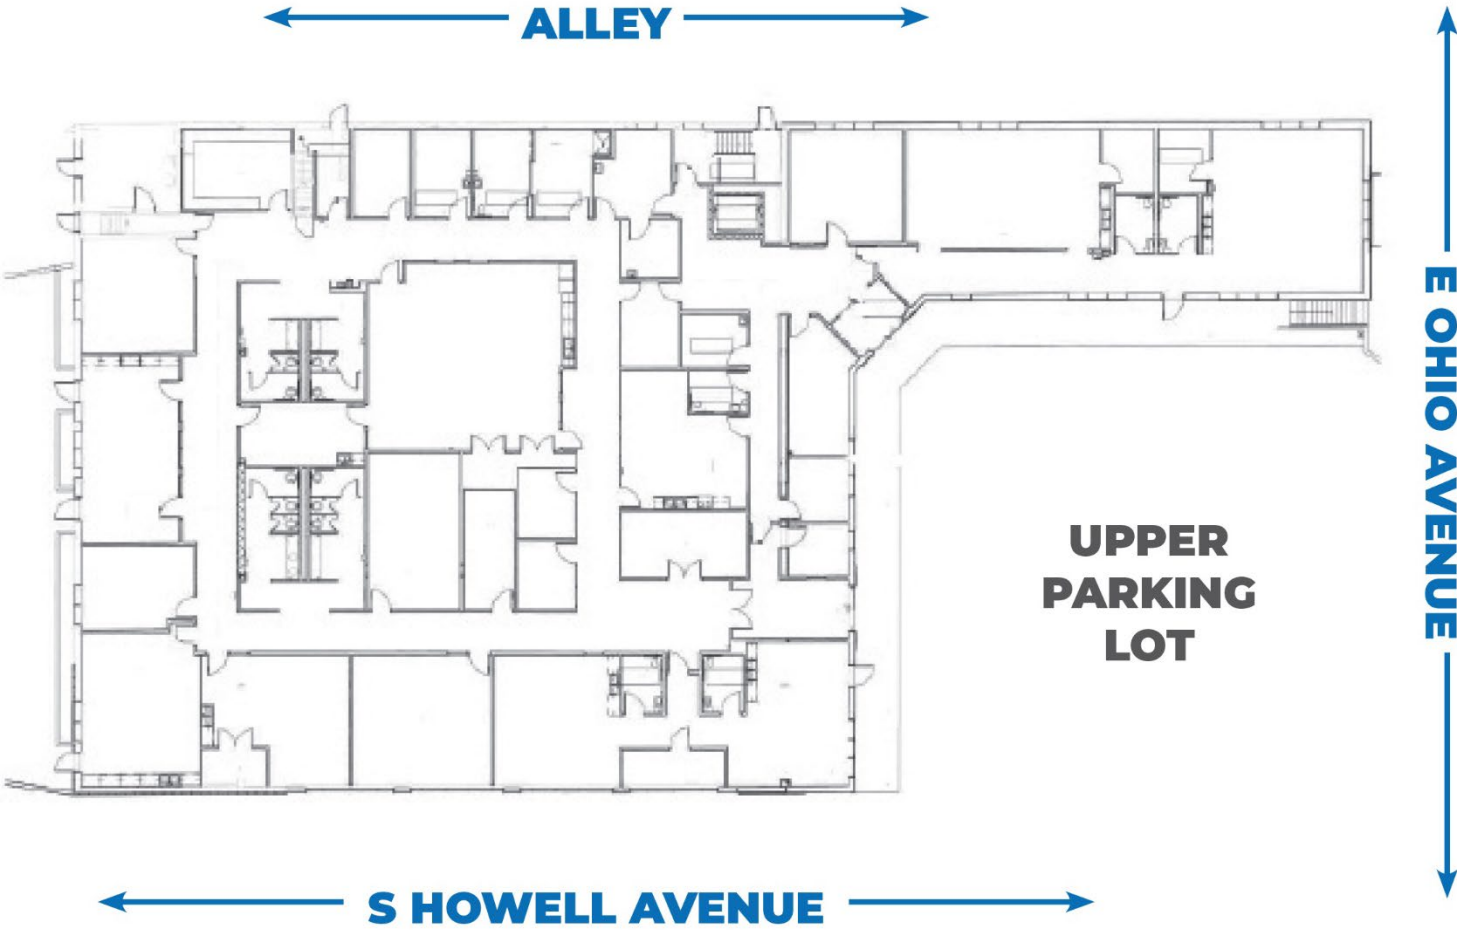 ALLEY
E OHIO AVENUE
UPPER
PARKING
LOT
S HOWELL AVENUE